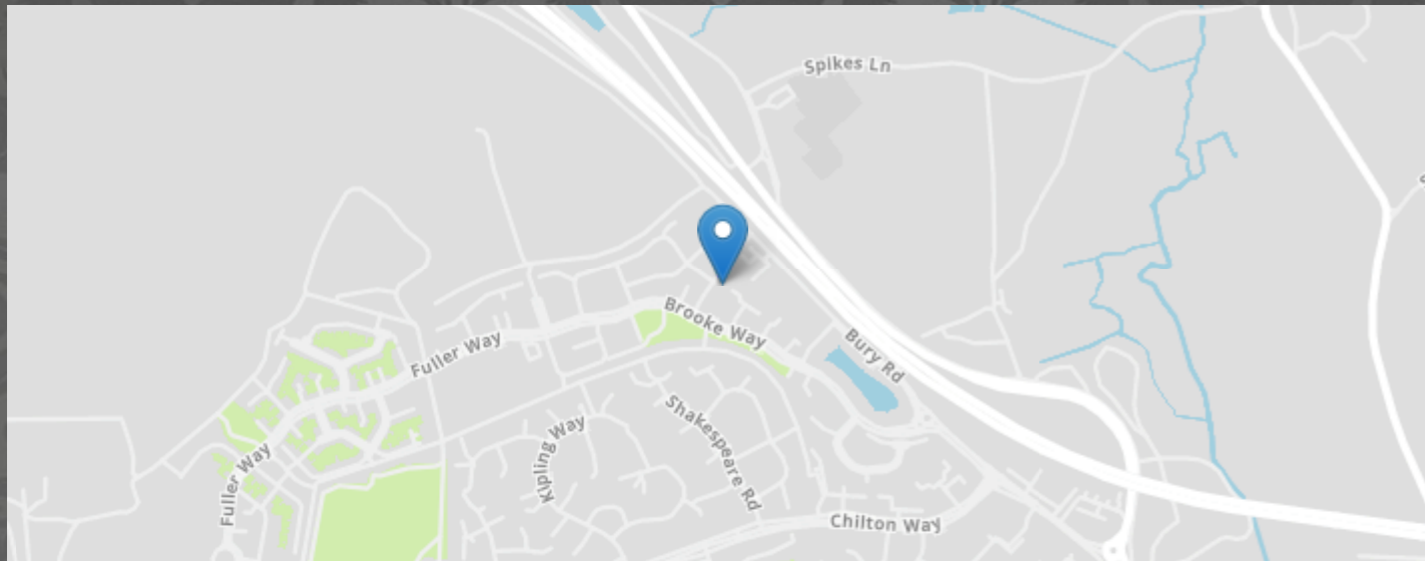 Spikes Ln
Brooke Way
Fuller Way
Bury Rd
Shakespeare Rd
Kipling Way
Fuller Way
Chilton Way